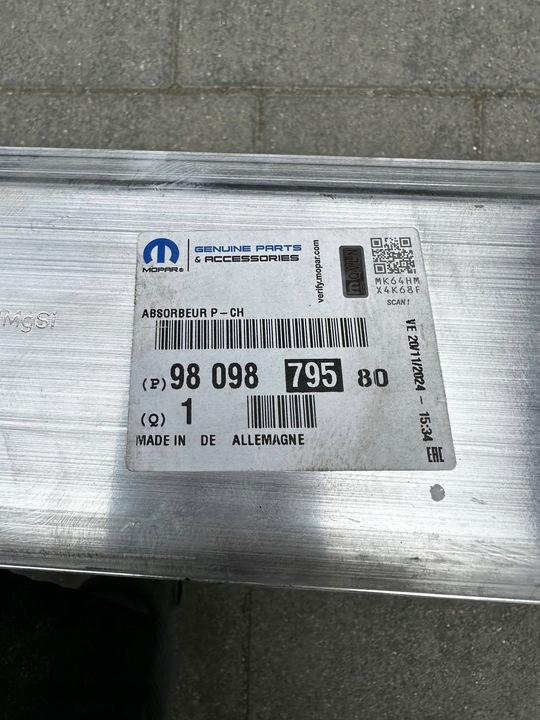 MOPAR®
GENUINE PARTS
& ACCESSORIES
verify.mopar.com
MK64HM
X4K68F
SCAN!
ABSORBEUR P-CH
(P) 98 098 795 80
(Q) 1
MADE IN DE ALLEMAGNE
VE 20/11/2024 - 15:34
EAC
MgSi